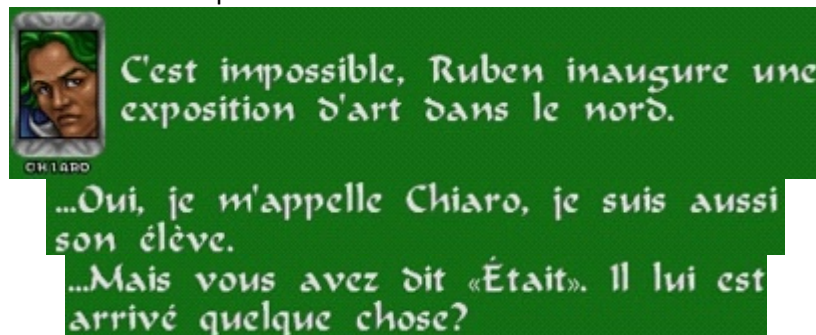 C'est impossible, Ruben inaugure une
exposition d'art dans le nord.
CHIARO
...Oui, je m'appelle Chiaro, je suis aussi
son élève.
...Mais vous avez dit «Était». Il lui est
arrivé quelque chose?